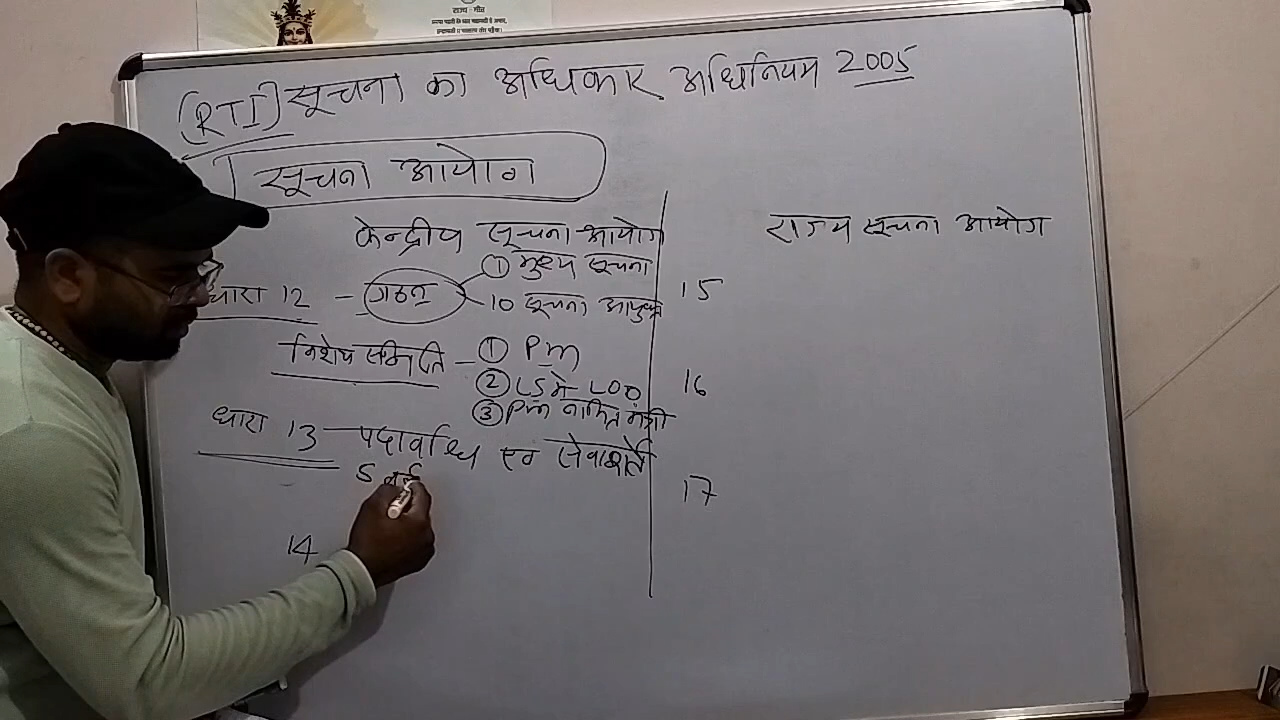 राज्य - गीत
(RTI) सूचना का अधिकार अधिनियम 2005
सूचना आयोग
केन्द्रीय सूचना आयोग
राज्य सूचना आयोग
धारा 12 - गठन
① मुख्य सूचना
10 सूचना आयुक्त
15
विशेष समिति - ① Pm
② LS मे LOO
③ Pm नामित मंत्री
16
धारा 13 - पदावधि एव सेवाशर्ते
5 वर्ष
17
14